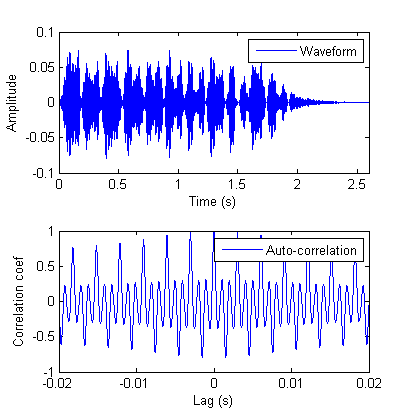 0.1
0.05
0
-0.05
-0.1
Amplitude
Waveform
0 0.5 1 1.5 2 2.5
Time (s)
1
0.5
0
-0.5
-1
Correlation coef
Auto-correlation
-0.02 -0.01 0 0.01 0.02
Lag (s)